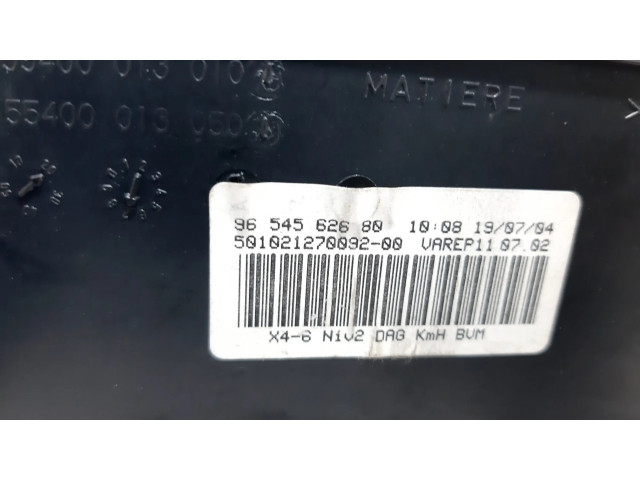 55400 013 010
MATIERE
55400 013 050
96 545 626 80 10:08 19/07/04
501021270092-00 VAREP11 07.02
X4-6 Niv2 DAG KmH BVM